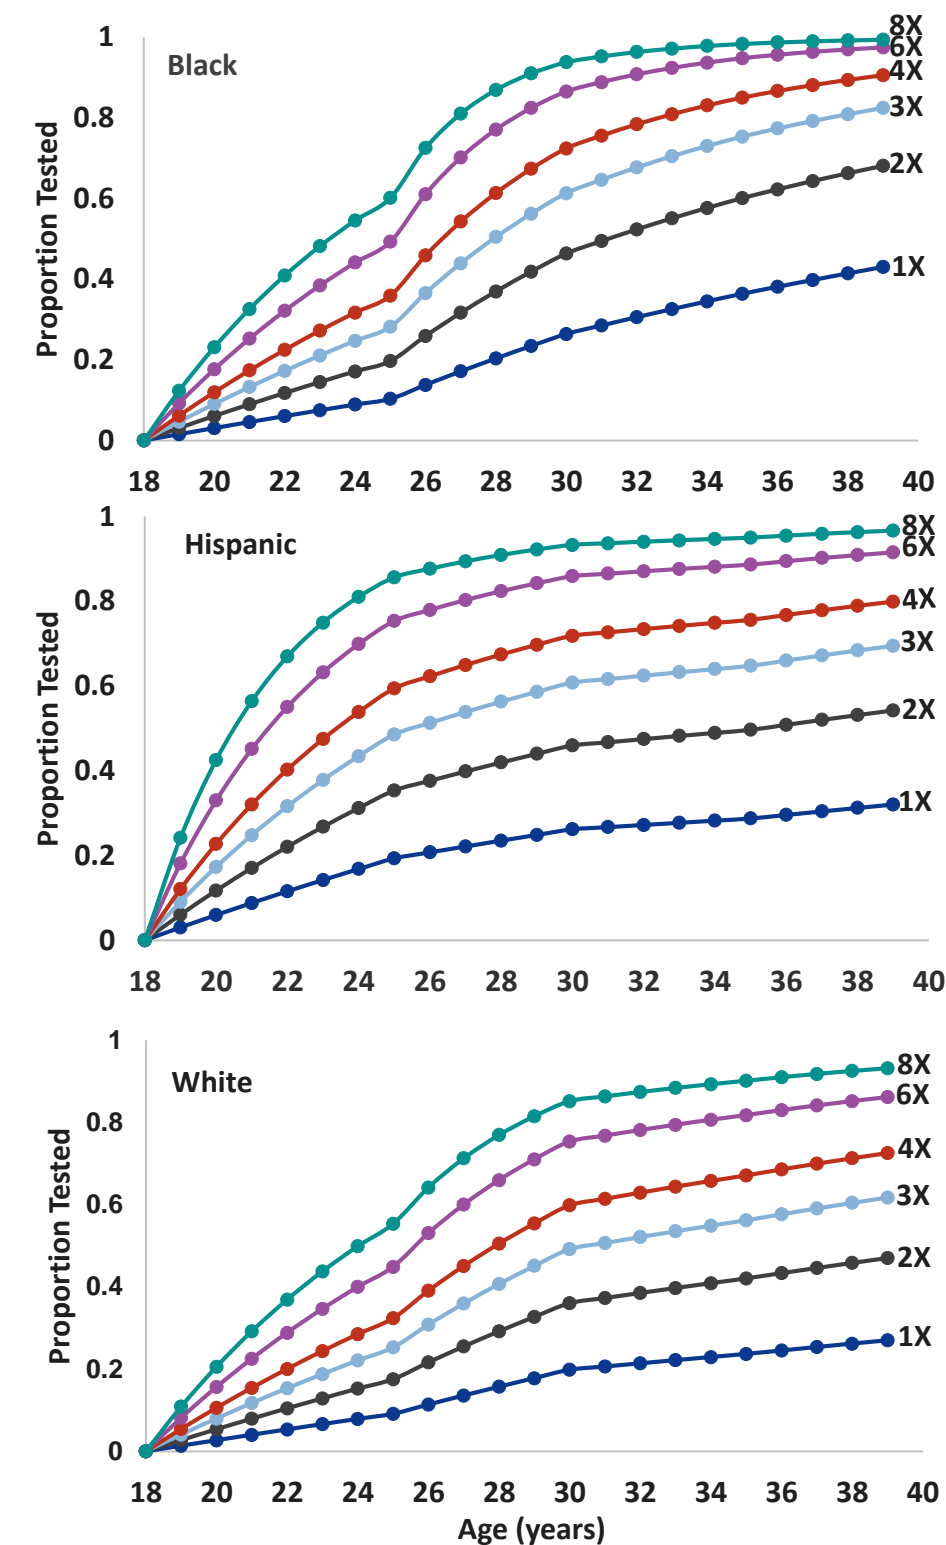 Black
Proportion Tested
1
0.8
0.6
0.4
0.2
0
8X
6X
4X
3X
2X
1X
18 20 22 24 26 28 30 32 34 36 38 40
Hispanic
Proportion Tested
1
0.8
0.6
0.4
0.2
0
8X
6X
4X
3X
2X
1X
18 20 22 24 26 28 30 32 34 36 38 40
White
Proportion Tested
1
0.8
0.6
0.4
0.2
0
8X
6X
4X
3X
2X
1X
18 20 22 24 26 28 30 32 34 36 38 40
Age (years)